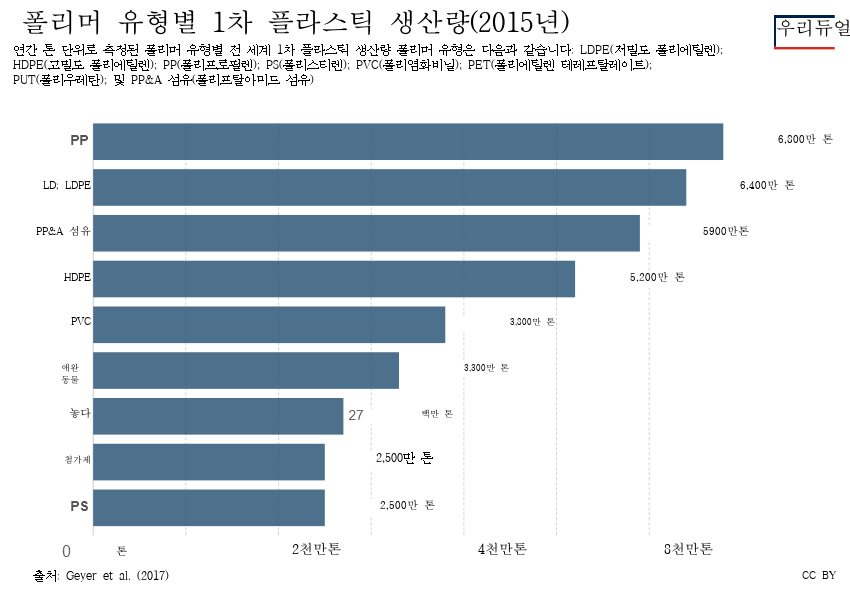 폴리머 유형별 1차 플라스틱 생산량(2015년)
우리듀얼
연간 톤 단위로 측정된 폴리머 유형별 전 세계 1차 플라스틱 생산량 폴리머 유형은 다음과 같습니다: LDPE(저밀도 폴리에틸렌);
HDPE(고밀도 폴리에틸렌); PP(폴리프로필렌); PS(폴리스티렌); PVC(폴리염화비닐); PET(폴리에틸렌 테레프탈레이트);
PUT(폴리우레탄); 및 PP&A 섬유(폴리프탈아미드 섬유)
PP 6,800만 톤
LD; LDPE 6,400만 톤
PP&A 섬유 5900만톤
HDPE 5,200만 톤
PVC 3,800만 톤
애완
동물
3,300만 톤
놓다 27 백만 톤
첨가제 2,500만 톤
PS 2,500만 톤
0 톤 2천만톤 4천만톤 8천만톤
출처: Geyer et al. (2017)
CC BY